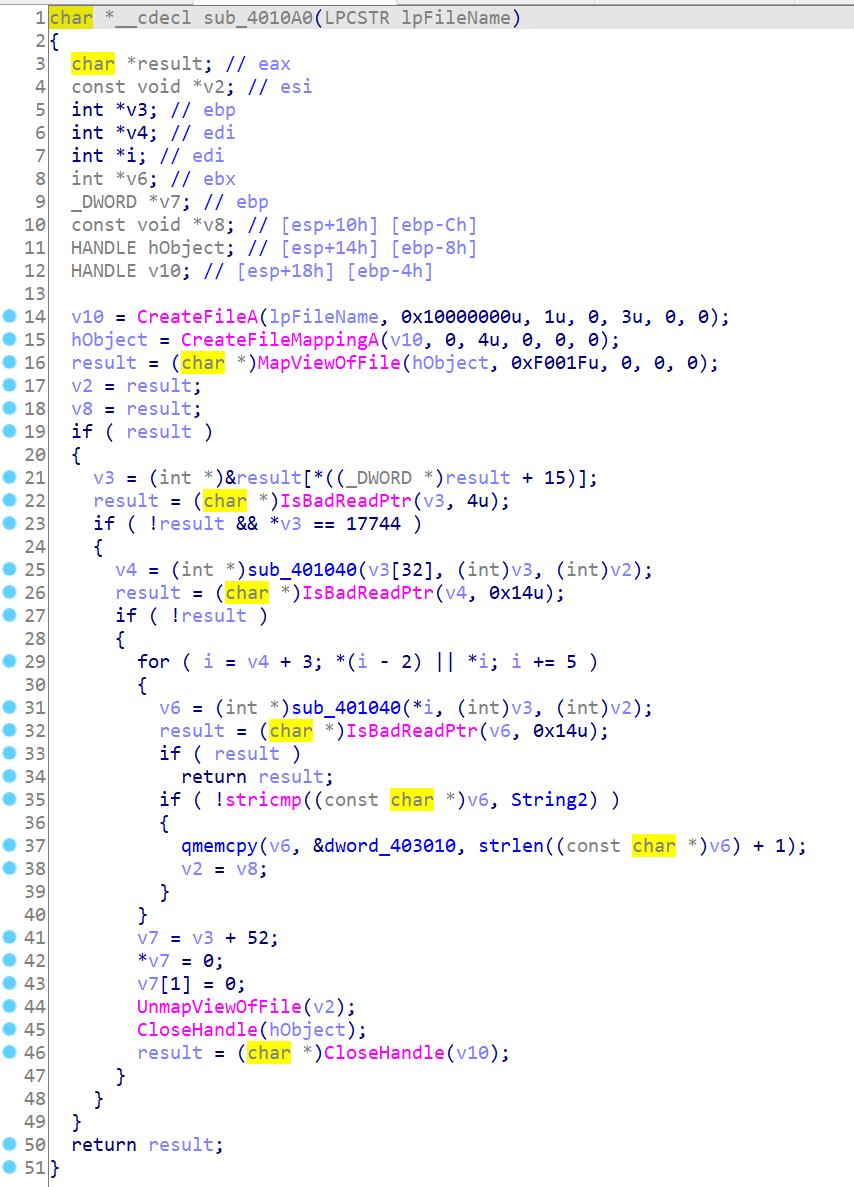 1 char *__cdecl sub_4010A0(LPCSTR lpFileName)
2 {
3   char *result; // eax
4   const void *v2; // esi
5   int *v3; // ebp
6   int *v4; // edi
7   int *i; // edi
8   int *v6; // ebx
9   _DWORD *v7; // ebp
10   const void *v8; // [esp+10h] [ebp-Ch]
11   HANDLE hObject; // [esp+14h] [ebp-8h]
12   HANDLE v10; // [esp+18h] [ebp-4h]
13
14   v10 = CreateFileA(lpFileName, 0x10000000u, 1u, 0, 3u, 0, 0);
15   hObject = CreateFileMappingA(v10, 0, 4u, 0, 0, 0);
16   result = (char *)MapViewOfFile(hObject, 0xF001Fu, 0, 0, 0);
17   v2 = result;
18   v8 = result;
19   if ( result )
20   {
21     v3 = (int *)&result[*((_DWORD *)result + 15)];
22     result = (char *)IsBadReadPtr(v3, 4u);
23     if ( !result && *v3 == 17744 )
24     {
25       v4 = (int *)sub_401040(v3[32], (int)v3, (int)v2);
26       result = (char *)IsBadReadPtr(v4, 0x14u);
27       if ( !result )
28       {
29         for ( i = v4 + 3; *(i - 2) || *i; i += 5 )
30         {
31           v6 = (int *)sub_401040(*i, (int)v3, (int)v2);
32           result = (char *)IsBadReadPtr(v6, 0x14u);
33           if ( result )
34             return result;
35           if ( !stricmp((const char *)v6, String2) )
36           {
37             qmemcpy(v6, &dword_403010, strlen((const char *)v6) + 1);
38             v2 = v8;
39           }
40         }
41         v7 = v3 + 52;
42         *v7 = 0;
43         v7[1] = 0;
44         UnmapViewOfFile(v2);
45         CloseHandle(hObject);
46         result = (char *)CloseHandle(v10);
47       }
48     }
49   }
50   return result;
51 }